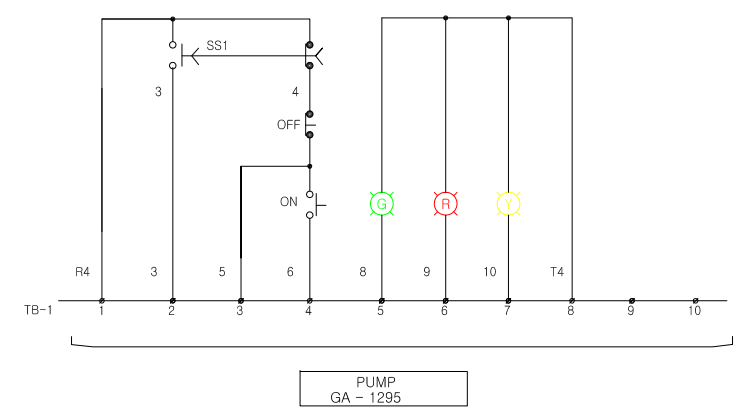 SS1
3 4
OFF
ON G R Y
R4 3 5 6 8 9 10 T4
TB-1 1 2 3 4 5 6 7 8 9 10
PUMP
GA - 1295